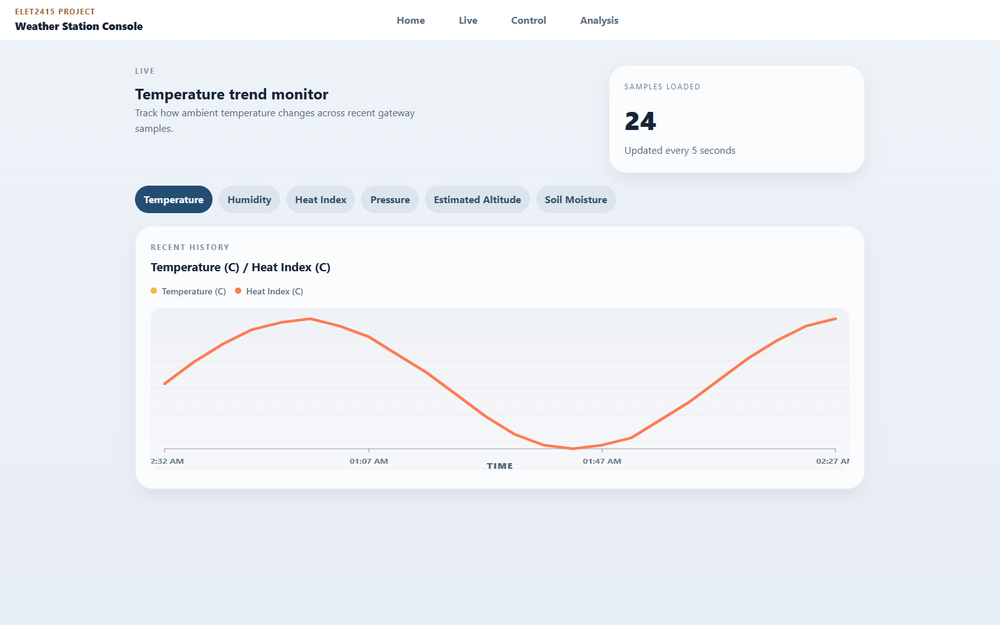 ELET2415 PROJECT
Weather Station Console
Home
Live
Control
Analysis
LIVE
Temperature trend monitor
Track how ambient temperature changes across recent gateway
samples.
SAMPLES LOADED
24
Updated every 5 seconds
Temperature
Humidity
Heat Index
Pressure
Estimated Altitude
Soil Moisture
RECENT HISTORY
Temperature (C) / Heat Index (C)
Temperature (C)
Heat Index (C)
2:32 AM
01:07 AM
01:47 AM
02:27 AM
TIME